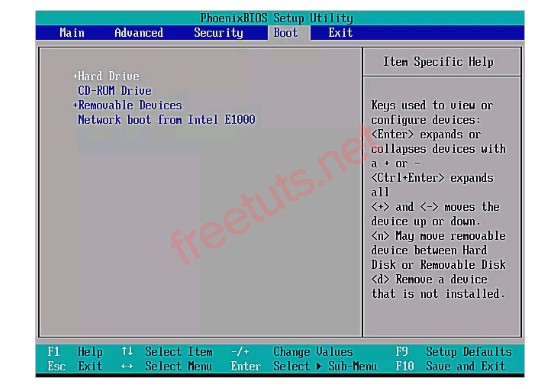 PhoenixBIOS Setup Utility
Main Advanced Security Boot Exit
+Hard Drive
CD-ROM Drive
+Removable Devices
Network boot from Intel E1000
Item Specific Help
Keys used to view or
configure devices:
<Enter> expands or
collapses devices with
a + or -
<Ctrl+Enter> expands
all
<+> and <-> moves the
device up or down.
<n> May move removable
device between Hard
Disk or Removable Disk
<d> Remove a device
that is not installed.
freetuts.net
F1 Help ↑↓ Select Item -/+ Change Values F9 Setup Defaults
Esc Exit ↔ Select Menu Enter Select ▶ Sub-Menu F10 Save and Exit